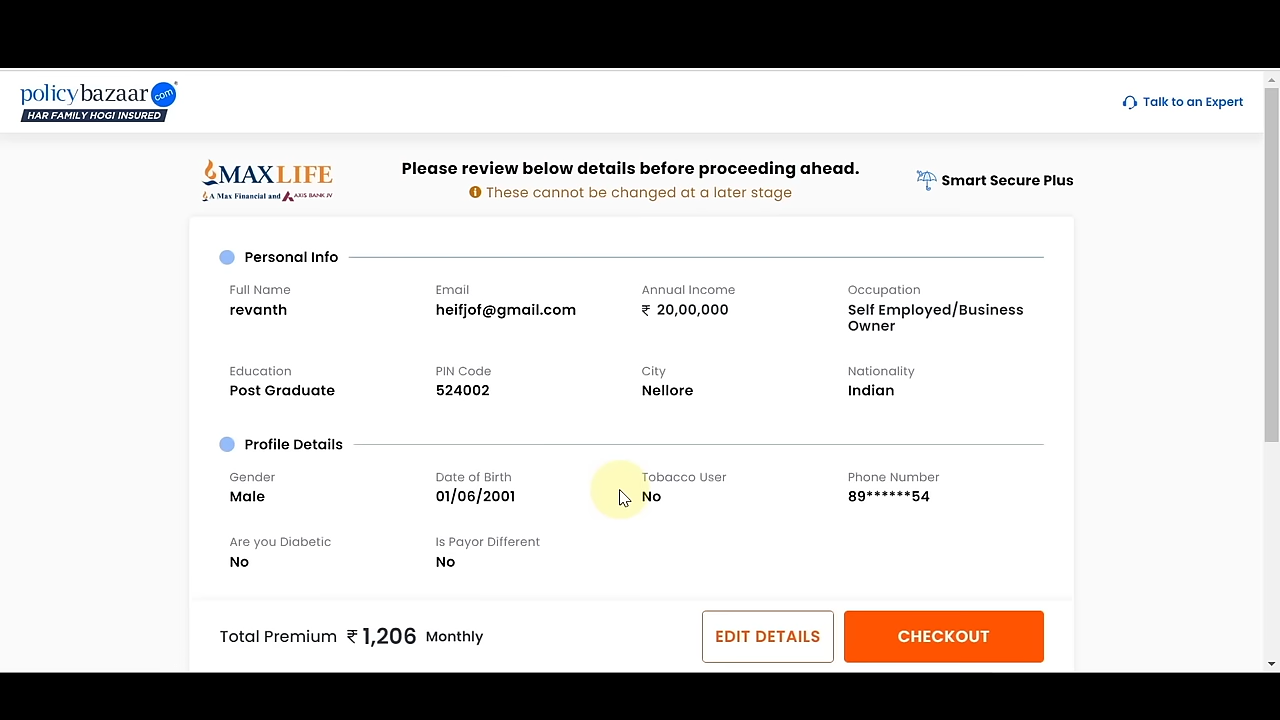 policybazaar.com
HAR FAMILY HOGI INSURED
Talk to an Expert
MAX LIFE
A Max Financial and AXIS BANK JV
Please review below details before proceeding ahead.
These cannot be changed at a later stage
Smart Secure Plus
Personal Info
Full Name Email Annual Income Occupation
revanth heifjof@gmail.com ₹ 20,00,000 Self Employed/Business
Owner
Education PIN Code City Nationality
Post Graduate 524002 Nellore Indian
Profile Details
Gender Date of Birth Tobacco User Phone Number
Male 01/06/2001 No 89******54
Are you Diabetic Is Payor Different
No No
Total Premium ₹ 1,206 Monthly EDIT DETAILS CHECKOUT